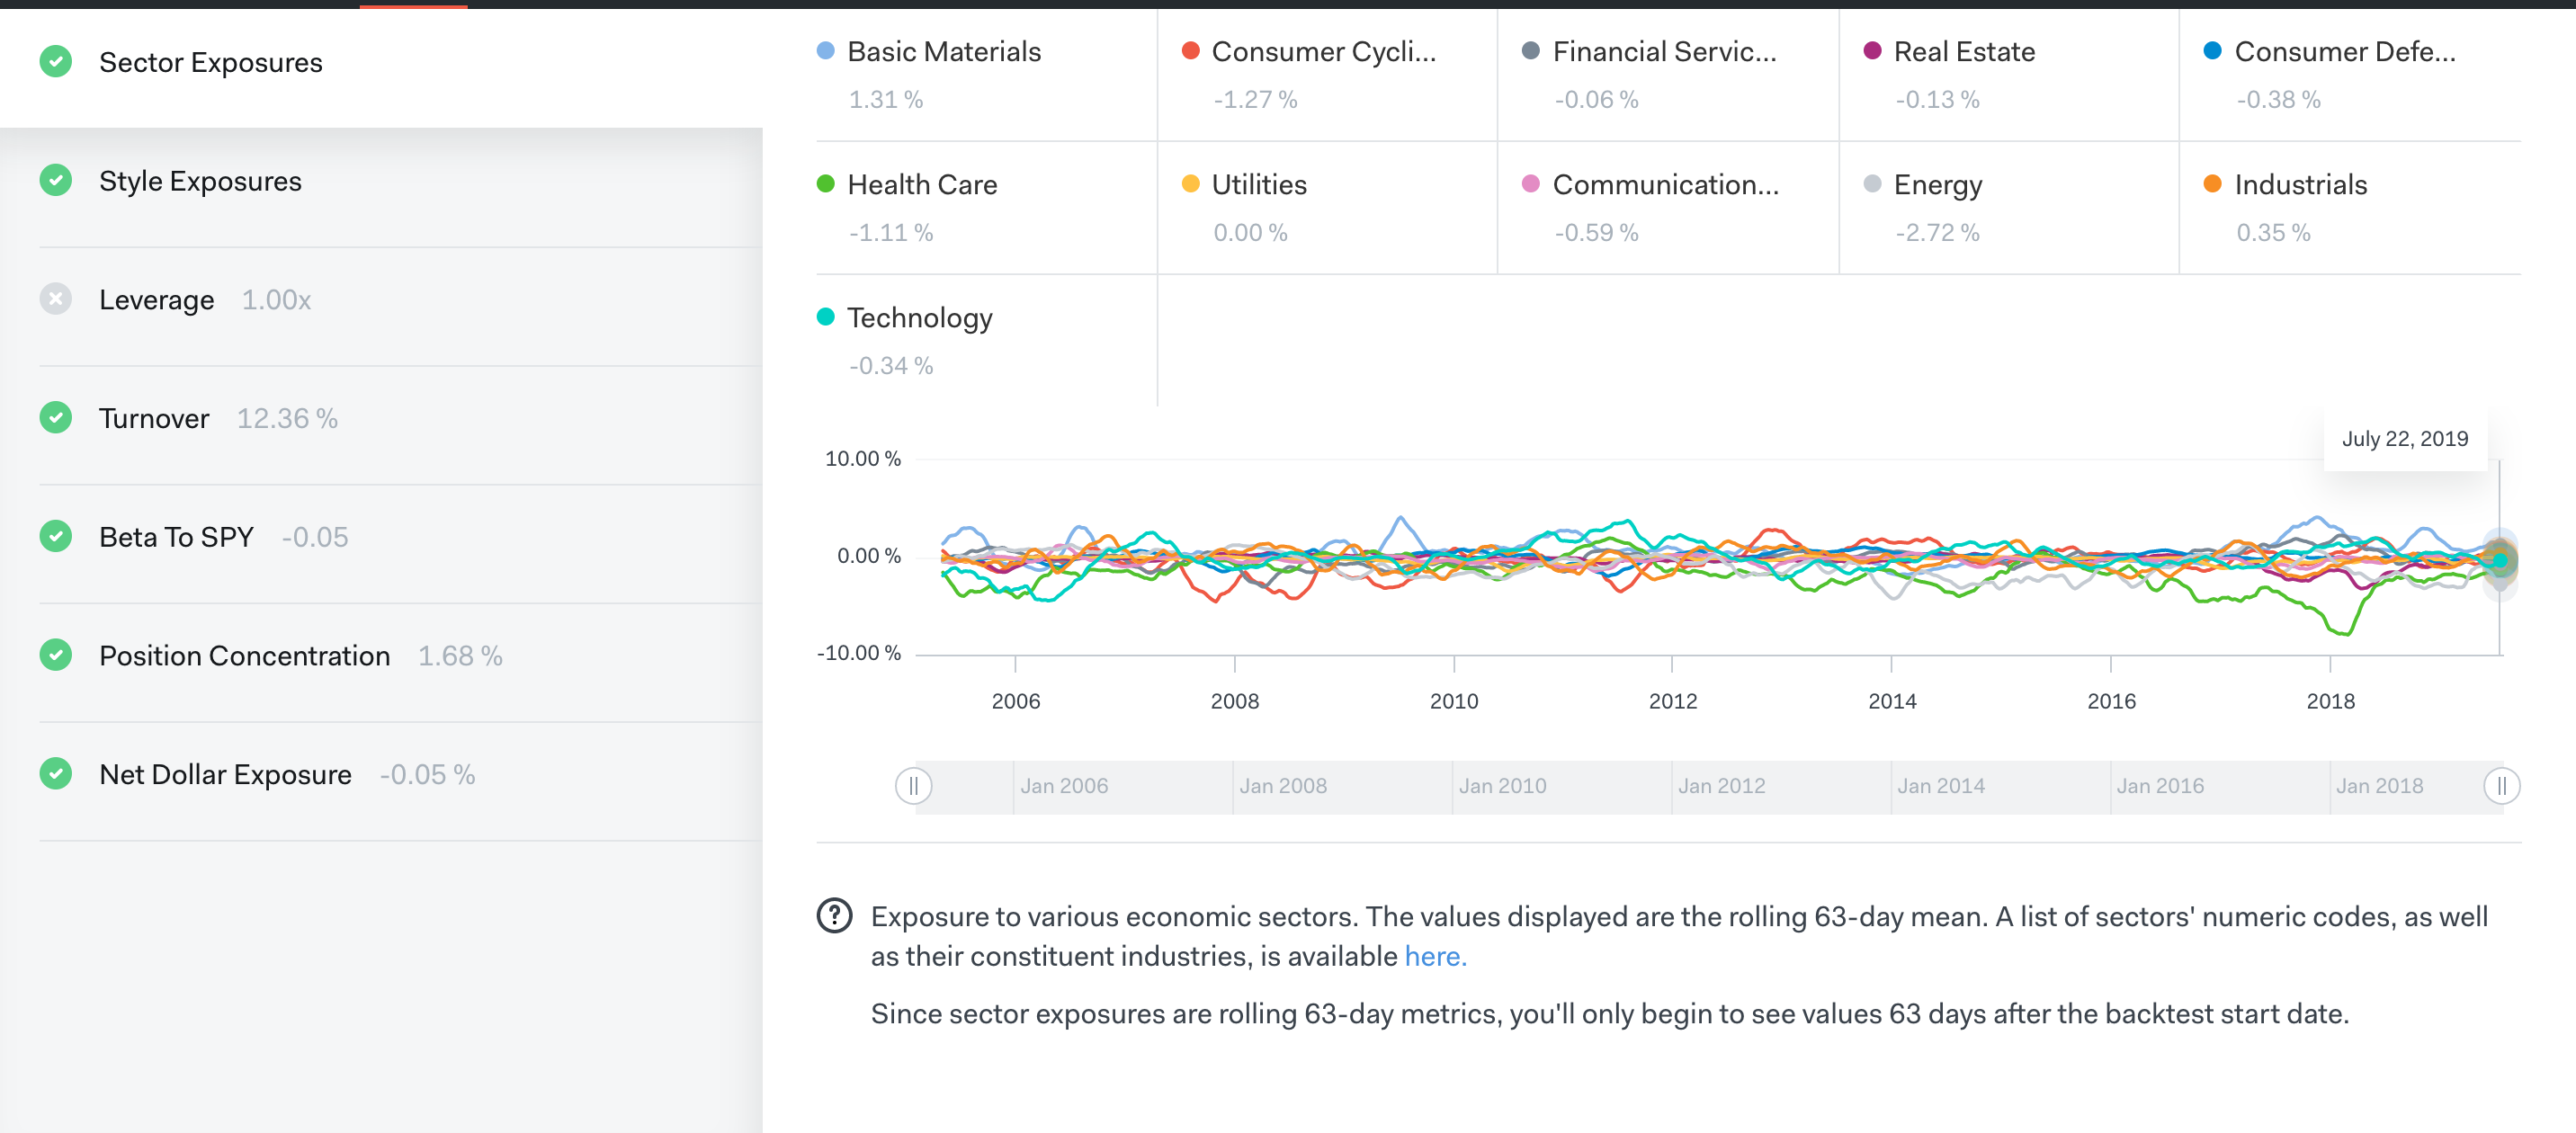 Sector Exposures
Style Exposures
Leverage 1.00x
Turnover 12.36 %
Beta To SPY -0.05
Position Concentration 1.68 %
Net Dollar Exposure -0.05 %
Basic Materials Consumer Cycli... Financial Servic... Real Estate Consumer Defe...
1.31 % -1.27 % -0.06 % -0.13 % -0.38 %
Health Care Utilities Communication... Energy Industrials
-1.11 % 0.00 % -0.59 % -2.72 % 0.35 %
Technology
-0.34 %
July 22, 2019
10.00 %
0.00 %
-10.00 %
2006 2008 2010 2012 2014 2016 2018
Jan 2006 Jan 2008 Jan 2010 Jan 2012 Jan 2014 Jan 2016 Jan 2018
Exposure to various economic sectors. The values displayed are the rolling 63-day mean. A list of sectors' numeric codes, as well
as their constituent industries, is available here.
Since sector exposures are rolling 63-day metrics, you'll only begin to see values 63 days after the backtest start date.